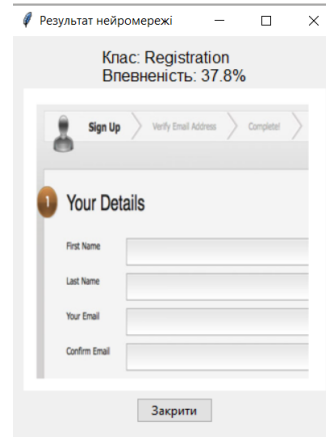 Результат нейромережі
Клас: Registration
Впевненість: 37.8%
Sign Up
Verify Email Address
Complete!
1
Your Details
First Name
Last Name
Your Email
Confirm Email
Закрити